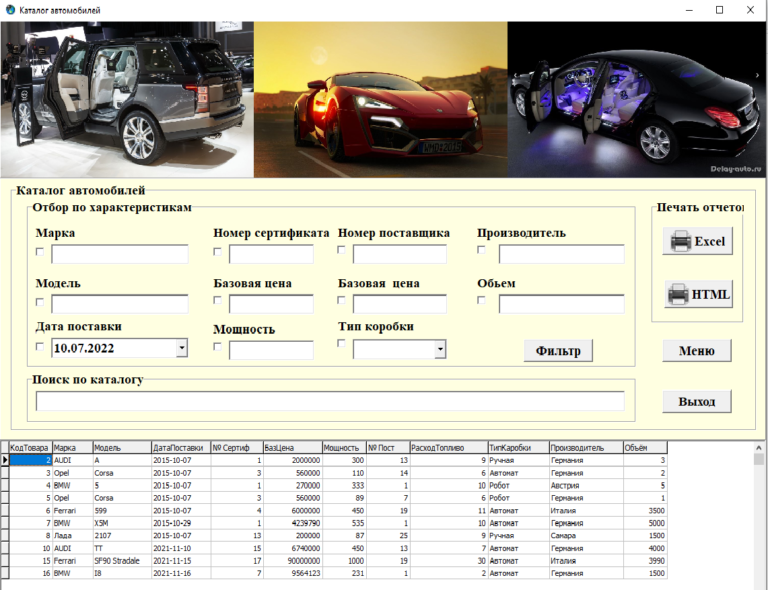 Каталог автомобилей
WMD•2015
Delag-auto.ru
Каталог автомобилей
Отбор по характеристикам
Печать отчетов
Марка Номер сертификата Номер поставщика Производитель
Excel
Модель Базовая цена Базовая цена Обьем
HTML
Дата поставки Мощность Тип коробки
10.07.2022 Фильтр Меню
Поиск по каталогу
Выход
КодТовара Марка Модель ДатаПоставки № Сертиф БазЦена Мощность № Пост РасходТопливо ТипКаробки Производитель Объём
2 AUDI A 2015-10-07 1 2000000 300 13 9 Ручная Германия 3
3 Opel Corsa 2015-10-07 3 560000 110 14 6 Автомат Германия 2
4 BMW 5 2015-10-07 1 270000 333 1 10 Робот Австрия 5
5 Opel Corsa 2015-10-07 3 560000 89 7 6 Робот Германия 1
6 Ferrari 599 2015-10-07 4 6000000 450 19 11 Автомат Италия 3500
7 BMW X5M 2015-10-29 1 4239790 535 1 10 Автомат Германия 5000
8 Лада 2107 2015-10-07 13 200000 87 25 9 Ручная Самара 1500
10 AUDI TT 2021-11-10 15 6740000 450 13 7 Автомат Германия 4000
15 Ferrari SF90 Stradale 2021-11-15 17 90000000 1000 19 30 Автомат Италия 3990
16 BMW I8 2021-11-16 7 9564123 231 1 2 Автомат Германия 1500